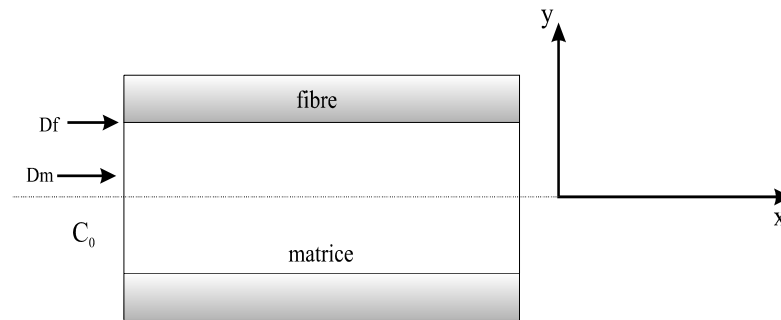 y
fibre
Df
Dm
x
C₀
matrice